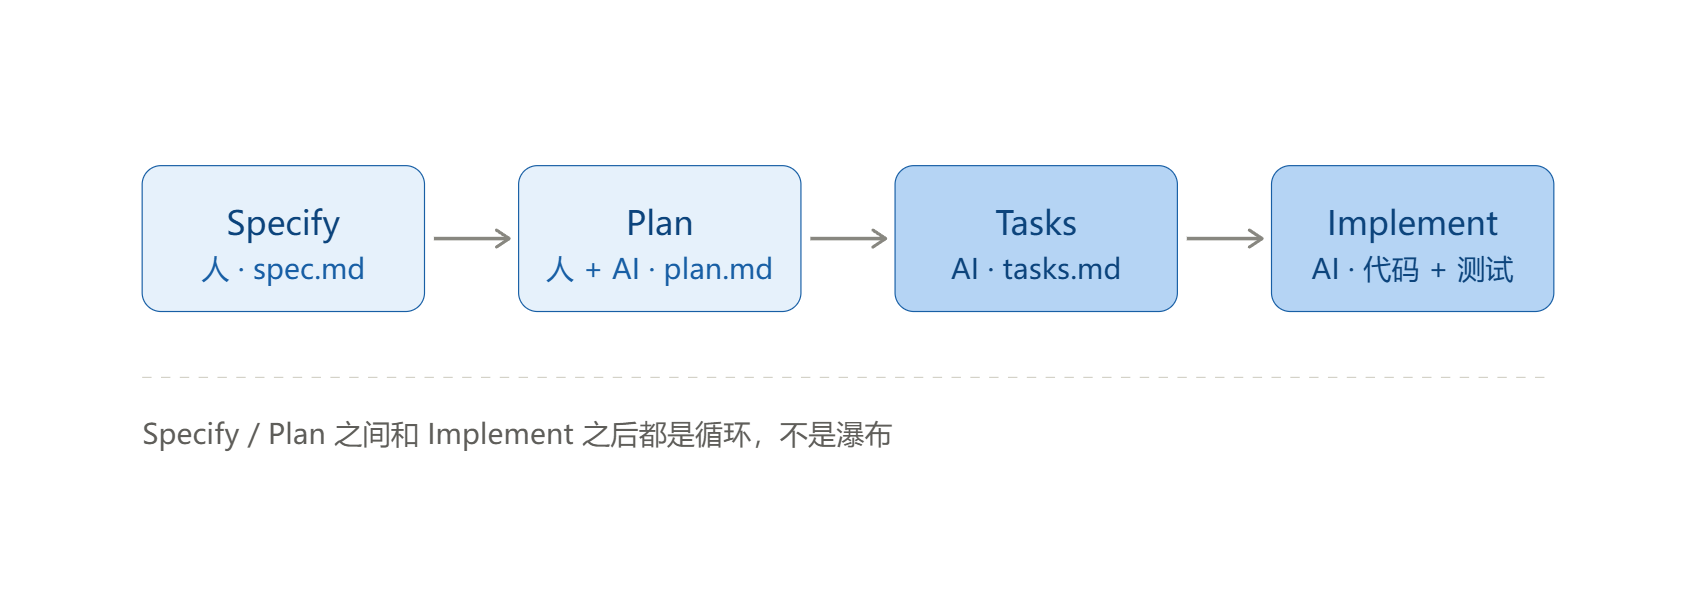 Specify
人 · spec.md
Plan
人 + AI · plan.md
Tasks
AI · tasks.md
Implement
AI · 代码 + 测试
Specify / Plan 之间和 Implement 之后都是循环，不是瀑布